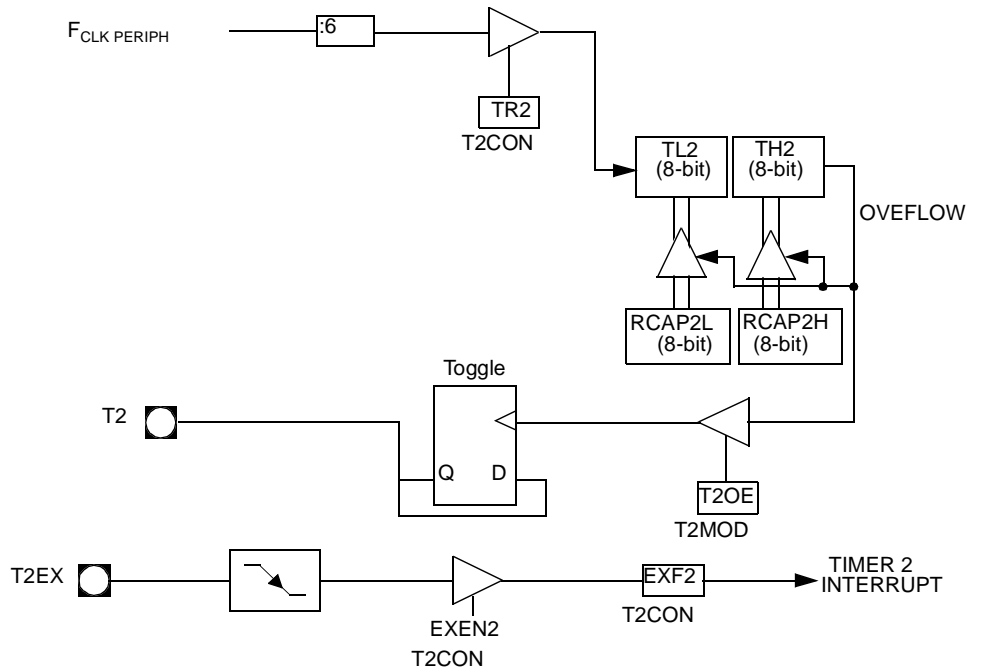 FCLK PERIPH
:6
TR2
T2CON
TL2
(8-bit)
TH2
(8-bit)
OVEFLOW
RCAP2L
(8-bit)
RCAP2H
(8-bit)
Toggle
T2
Q D
T2OE
T2MOD
T2EX
EXEN2
T2CON
EXF2
T2CON
TIMER 2
INTERRUPT